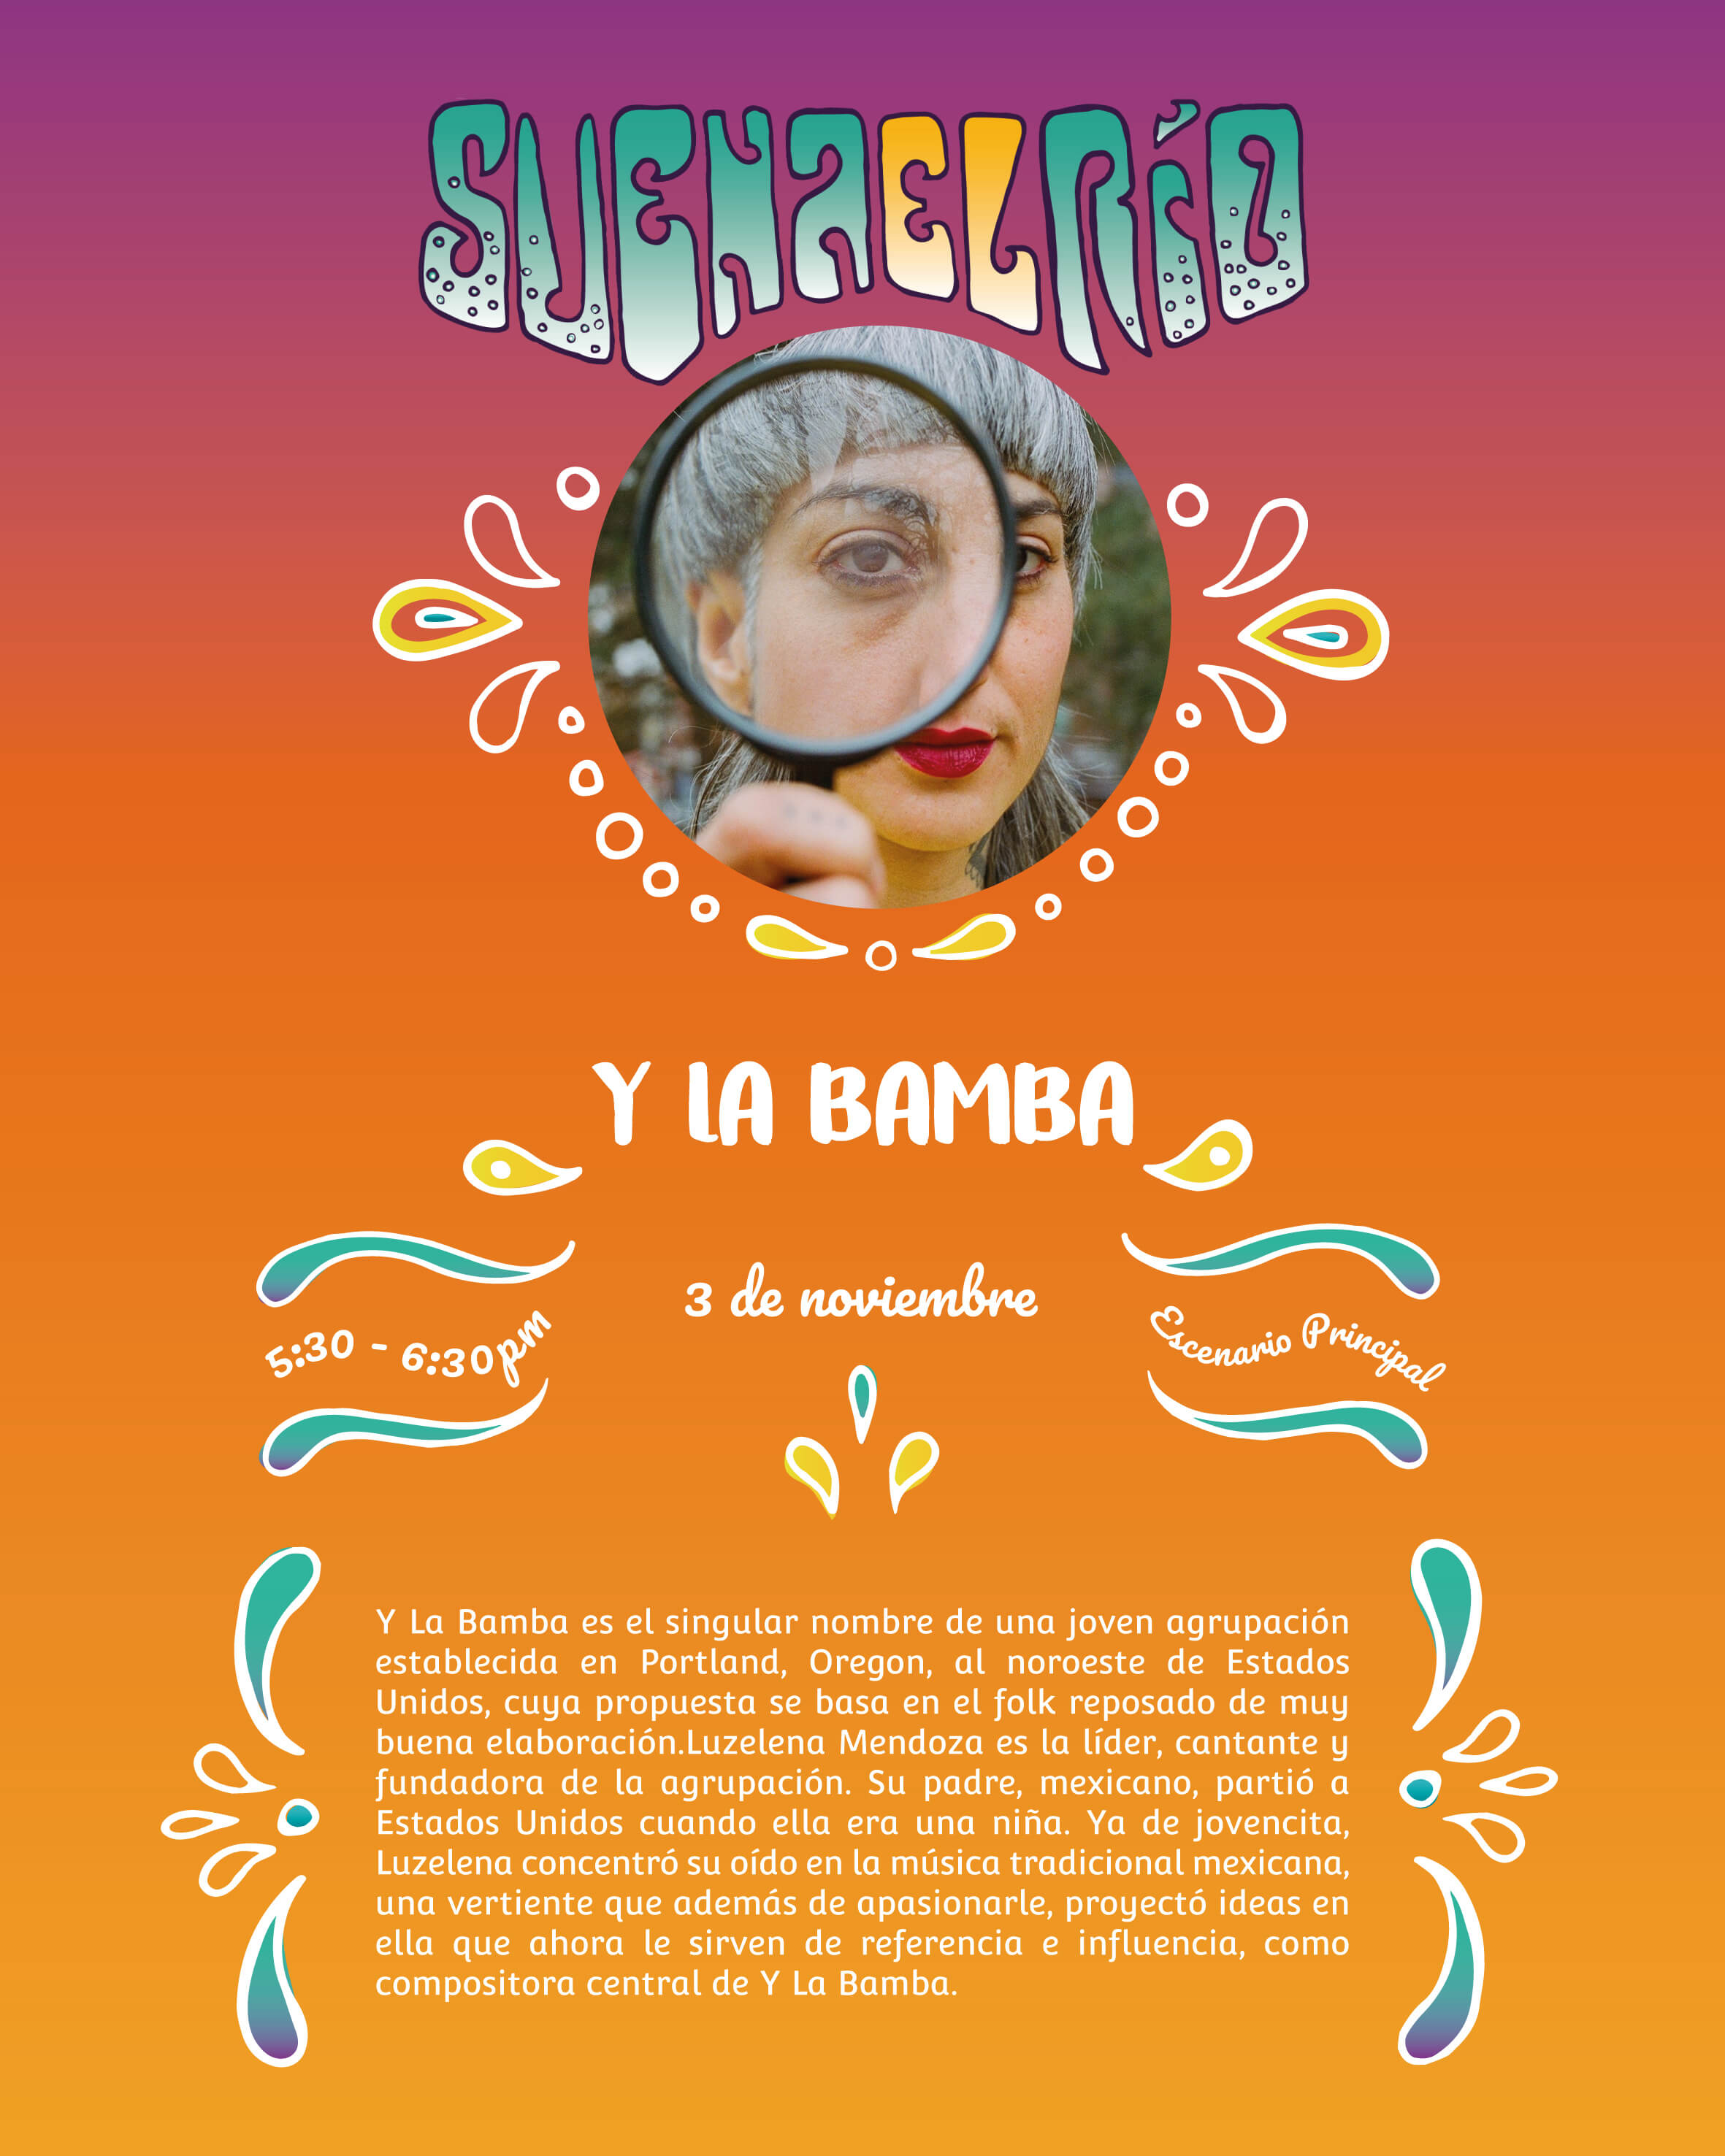 SUENAELRÍO
Y LA BAMBA
3 de noviembre
5:30 - 6:30pm
Escenario Principal
Y La Bamba es el singular nombre de una joven agrupación
establecida en Portland, Oregon, al noroeste de Estados
Unidos, cuya propuesta se basa en el folk reposado de muy
buena elaboración.Luzelena Mendoza es la líder, cantante y
fundadora de la agrupación. Su padre, mexicano, partió a
Estados Unidos cuando ella era una niña. Ya de jovencita,
Luzelena concentró su oído en la música tradicional mexicana,
una vertiente que además de apasionarle, proyectó ideas en
ella que ahora le sirven de referencia e influencia, como
compositora central de Y La Bamba.